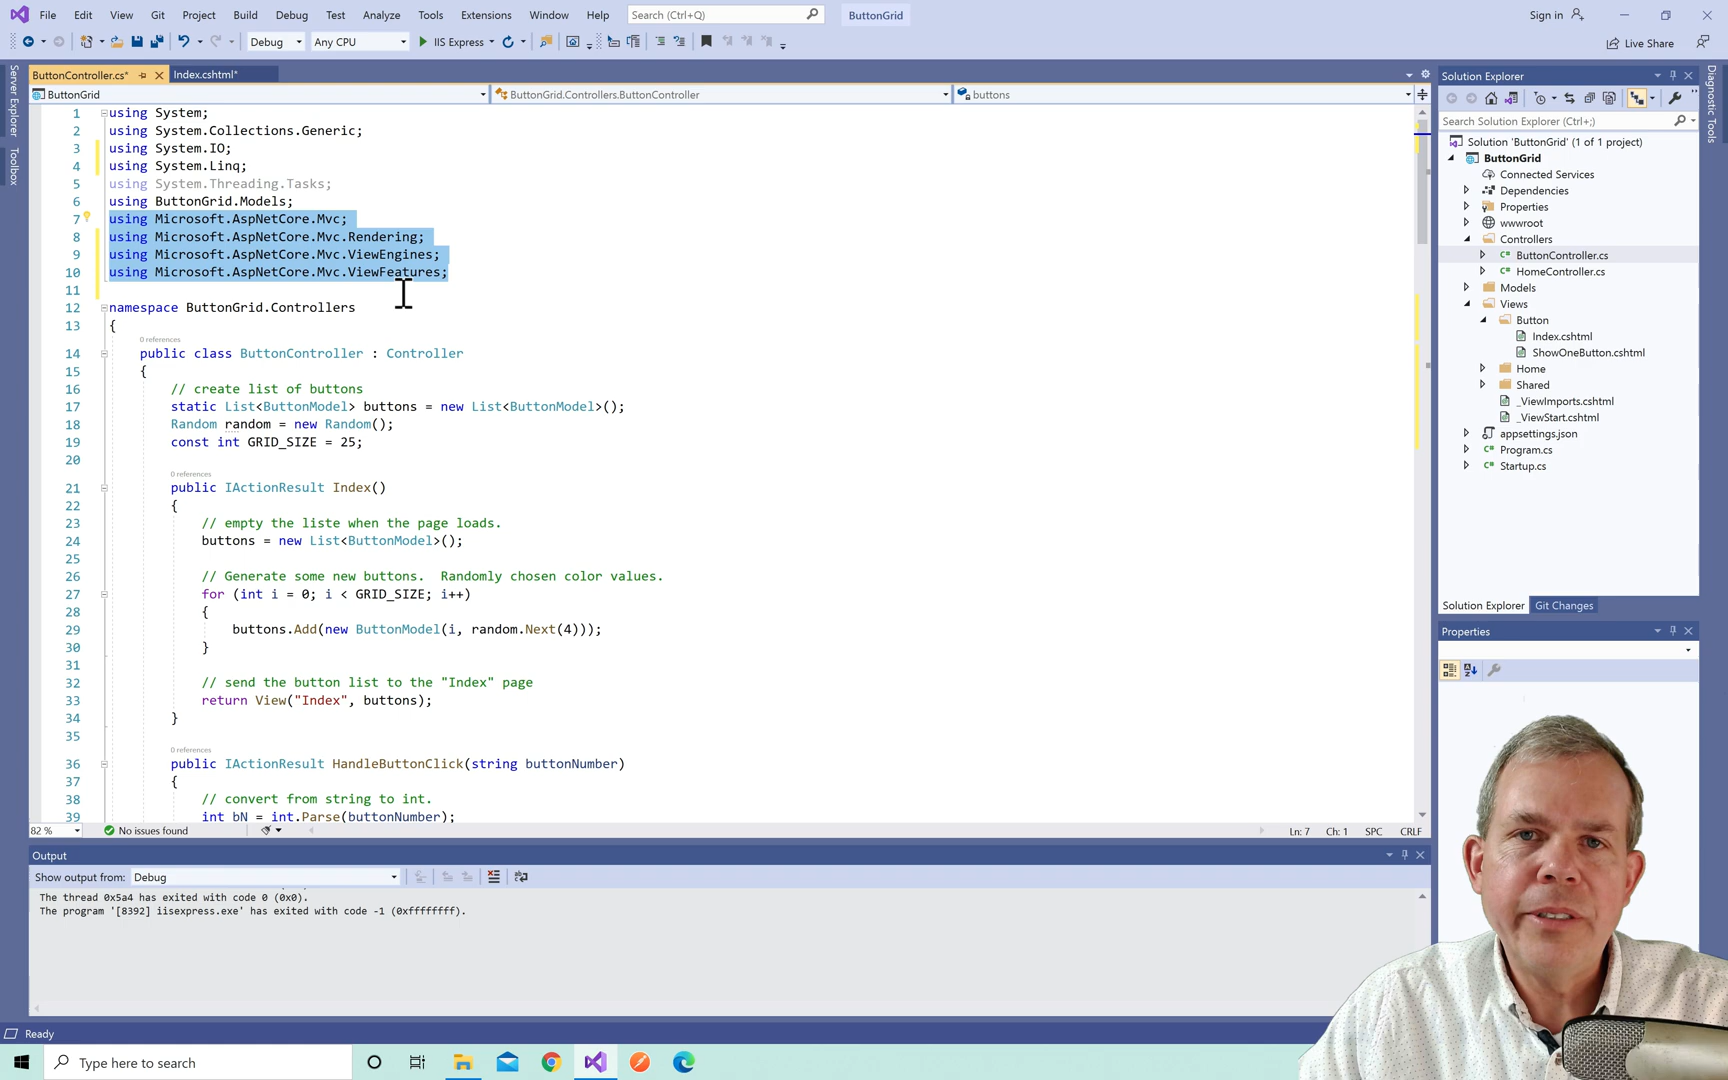 File Edit View Git Project Build Debug Test Analyze Tools Extensions Window Help Search (Ctrl+Q) ButtonGrid Sign in
Debug Any CPU IIS Express Live Share
ButtonController.cs* Index.cshtml*
ButtonGrid ButtonGrid.Controllers.ButtonController buttons
Server Explorer
Toolbox
1 using System;
2 using System.Collections.Generic;
3 using System.IO;
4 using System.Linq;
5 using System.Threading.Tasks;
6 using ButtonGrid.Models;
7 using Microsoft.AspNetCore.Mvc;
8 using Microsoft.AspNetCore.Mvc.Rendering;
9 using Microsoft.AspNetCore.Mvc.ViewEngines;
10 using Microsoft.AspNetCore.Mvc.ViewFeatures;
11
12 namespace ButtonGrid.Controllers
13 {
0 references
14 public class ButtonController : Controller
15 {
16 // create list of buttons
17 static List<ButtonModel> buttons = new List<ButtonModel>();
18 Random random = new Random();
19 const int GRID_SIZE = 25;
20
0 references
21 public IActionResult Index()
22 {
23 // empty the liste when the page loads.
24 buttons = new List<ButtonModel>();
25
26 // Generate some new buttons. Randomly chosen color values.
27 for (int i = 0; i < GRID_SIZE; i++)
28 {
29 buttons.Add(new ButtonModel(i, random.Next(4)));
30 }
31
32 // send the button list to the "Index" page
33 return View("Index", buttons);
34 }
35
0 references
36 public IActionResult HandleButtonClick(string buttonNumber)
37 {
38 // convert from string to int.
39 int bN = int.Parse(buttonNumber);
82 % No issues found Ln: 7 Ch: 1 SPC CRLF
Output
Show output from: Debug
The thread 0x5a4 has exited with code 0 (0x0).
The program '[8392] iisexpress.exe' has exited with code -1 (0xffffffff).
Solution Explorer
Search Solution Explorer (Ctrl+;)
Solution 'ButtonGrid' (1 of 1 project)
ButtonGrid
Connected Services
Dependencies
Properties
wwwroot
Controllers
ButtonController.cs
HomeController.cs
Models
Views
Button
Index.cshtml
ShowOneButton.cshtml
Home
Shared
_ViewImports.cshtml
_ViewStart.cshtml
appsettings.json
Program.cs
Startup.cs
Solution Explorer Git Changes
Properties
Diagnostic Tools
Ready
Type here to search